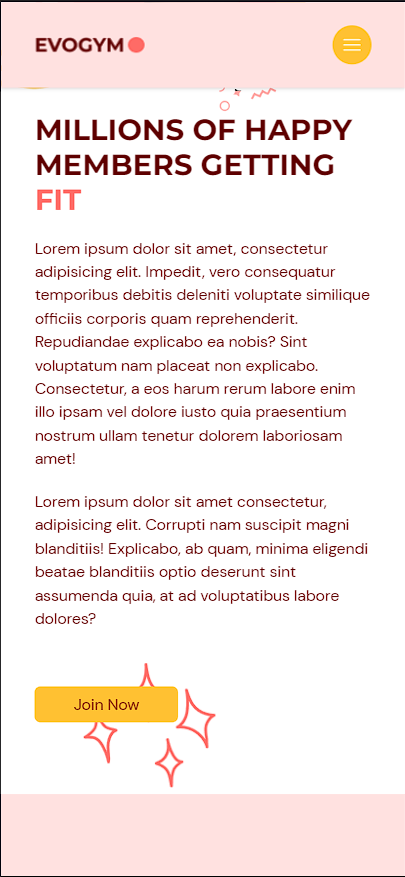 EVOGYM
MILLIONS OF HAPPY
MEMBERS GETTING
FIT
Lorem ipsum dolor sit amet, consectetur
adipisicing elit. Impedit, vero consequatur
temporibus debitis deleniti voluptate similique
officiis corporis quam reprehenderit.
Repudiandae explicabo ea nobis? Sint
voluptatum nam placeat non explicabo.
Consectetur, a eos harum rerum labore enim
illo ipsam vel dolore iusto quia praesentium
nostrum ullam tenetur dolorem laboriosam
amet!
Lorem ipsum dolor sit amet consectetur,
adipisicing elit. Corrupti nam suscipit magni
blanditiis! Explicabo, ab quam, minima eligendi
beatae blanditiis optio deserunt sint
assumenda quia, at ad voluptatibus labore
dolores?
Join Now